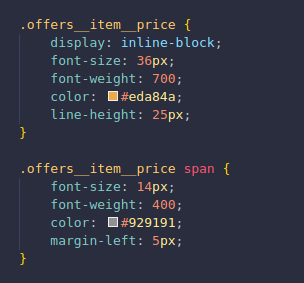 .offers__item__price {
display: inline-block;
font-size: 36px;
font-weight: 700;
color: #eda84a;
line-height: 25px;
}
.offers__item__price span {
font-size: 14px;
font-weight: 400;
color: #929191;
margin-left: 5px;
}